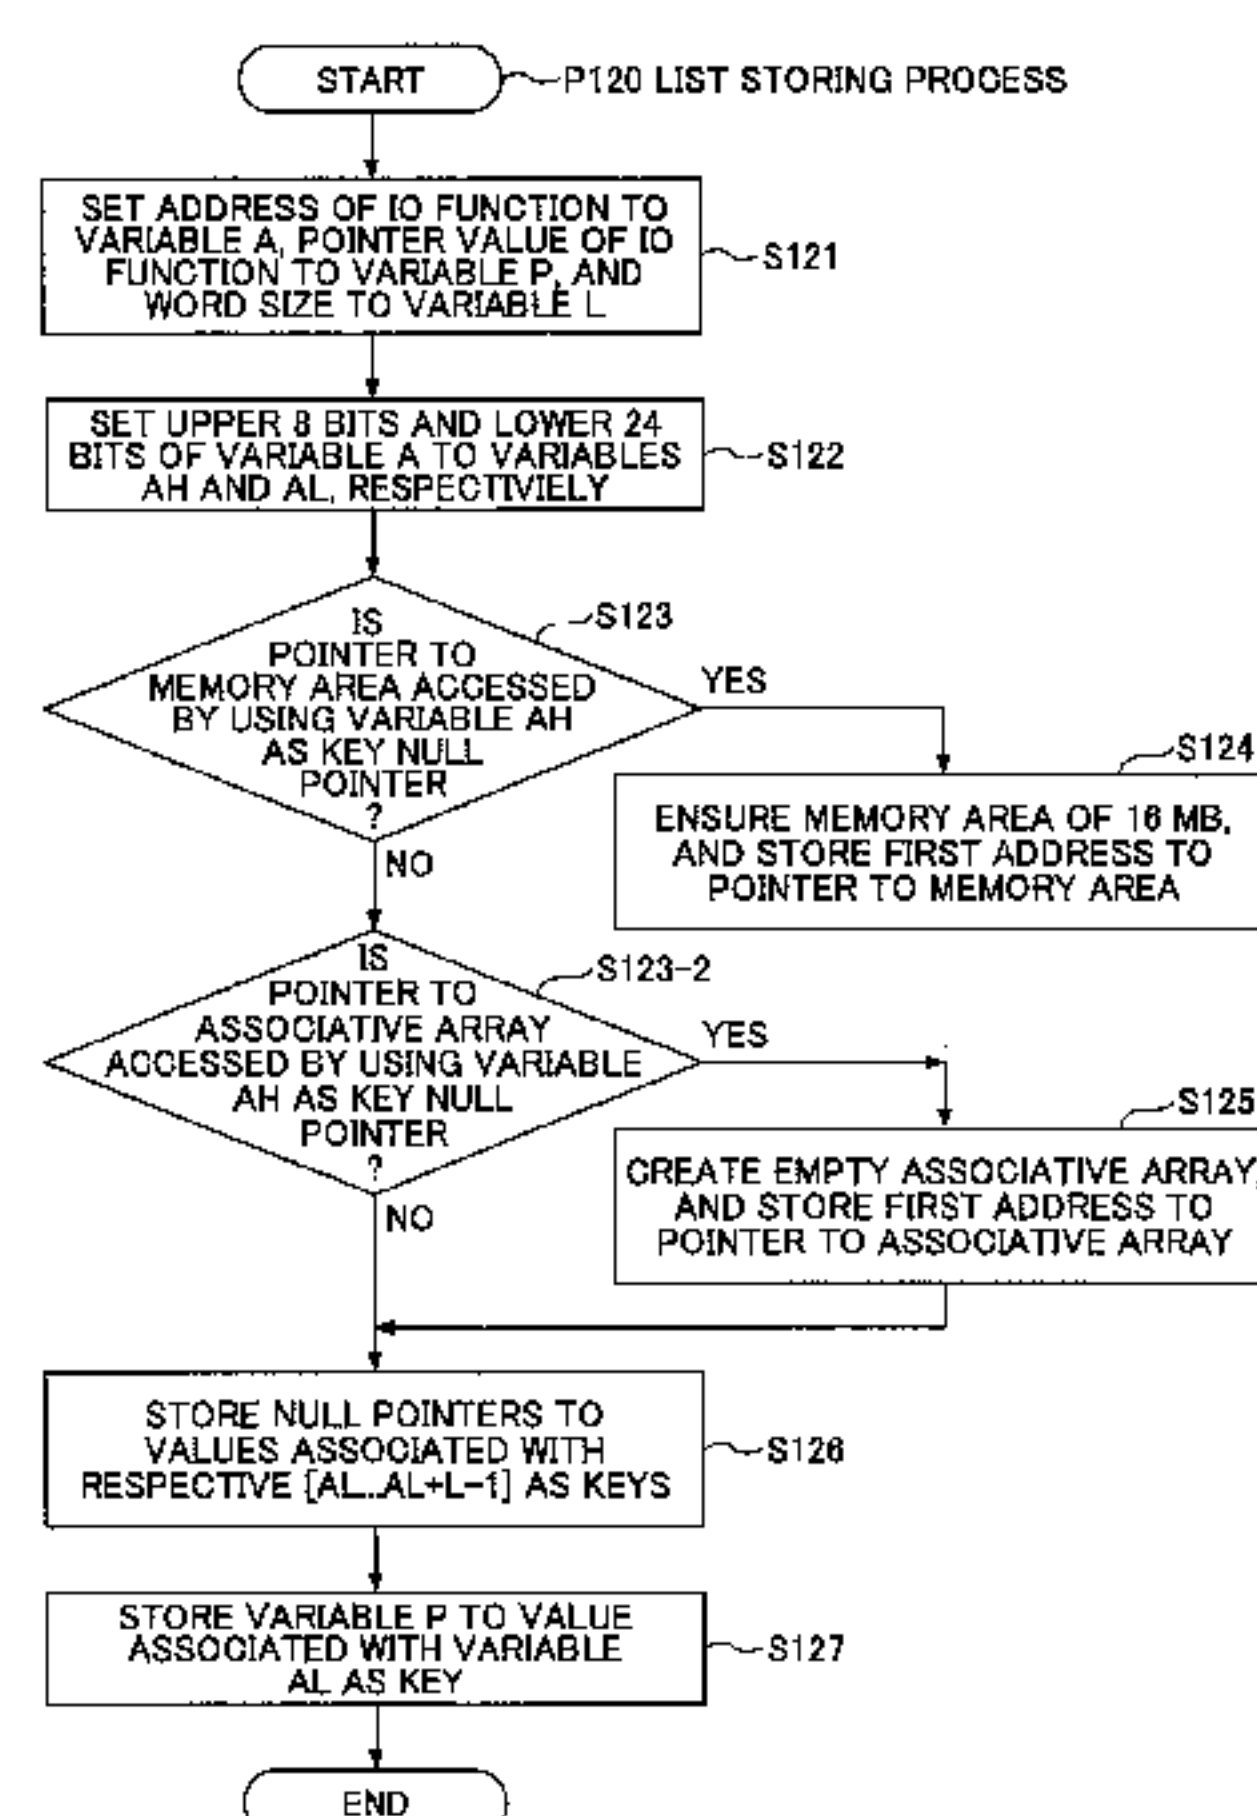 START
P120 LIST STORING PROCESS
SET ADDRESS OF IO FUNCTION TO
VARIABLE A, POINTER VALUE OF IO
FUNCTION TO VARIABLE P, AND
WORD SIZE TO VARIABLE L
S121
SET UPPER 8 BITS AND LOWER 24
BITS OF VARIABLE A TO VARIABLES
AH AND AL, RESPECTIVIELY
S122
IS
POINTER TO
MEMORY AREA ACCESSED
BY USING VARIABLE AH
AS KEY NULL
POINTER
?
S123
YES
NO
S124
ENSURE MEMORY AREA OF 16 MB,
AND STORE FIRST ADDRESS TO
POINTER TO MEMORY AREA
IS
POINTER TO
ASSOCIATIVE ARRAY
ACCESSED BY USING VARIABLE
AH AS KEY NULL
POINTER
?
S123-2
YES
NO
S125
CREATE EMPTY ASSOCIATIVE ARRAY,
AND STORE FIRST ADDRESS TO
POINTER TO ASSOCIATIVE ARRAY
STORE NULL POINTERS TO
VALUES ASSOCIATED WITH
RESPECTIVE [AL..AL+L-1] AS KEYS
S126
STORE VARIABLE P TO VALUE
ASSOCIATED WITH VARIABLE
AL AS KEY
S127
END